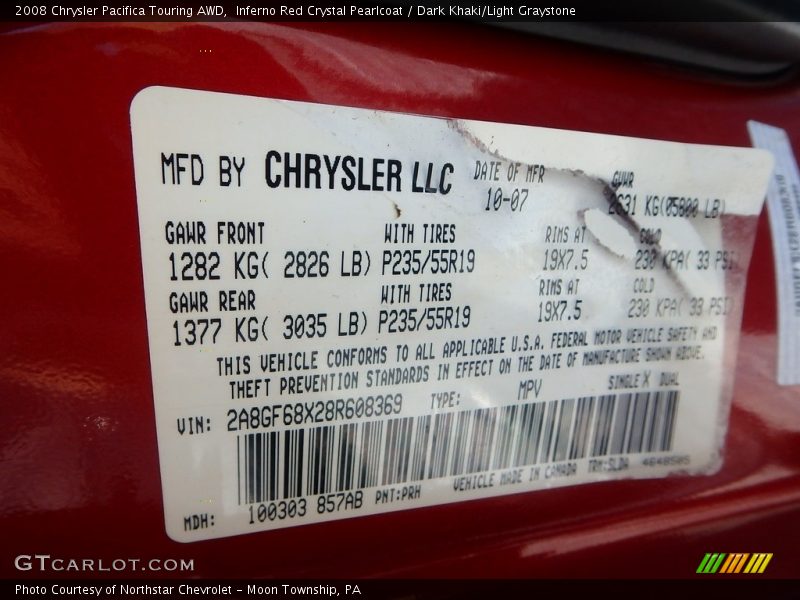 2008 Chrysler Pacifica Touring AWD,  Inferno Red Crystal Pearlcoat / Dark Khaki/Light Graystone
MFD BY CHRYSLER LLC DATE OF MFR GVWR
10-07 2631 KG(05800 LB)
GAWR FRONT WITH TIRES RIMS AT COLD
1282 KG( 2826 LB) P235/55R19 19X7.5 230 KPA( 33 PSI)
GAWR REAR WITH TIRES RIMS AT COLD
1377 KG( 3035 LB) P235/55R19 19X7.5 230 KPA( 33 PSI)
THIS VEHICLE CONFORMS TO ALL APPLICABLE U.S.A. FEDERAL MOTOR VEHICLE SAFETY AND
THEFT PREVENTION STANDARDS IN EFFECT ON THE DATE OF MANUFACTURE SHOWN ABOVE.
VIN: 2A8GF68X28R608369 TYPE: MPV SINGLE X DUAL
MDH: 100303 857AB PNT:PRH VEHICLE MADE IN CANADA TRM:SLDA
GTCARLOT.COM
Photo Courtesy of Northstar Chevrolet - Moon Township, PA